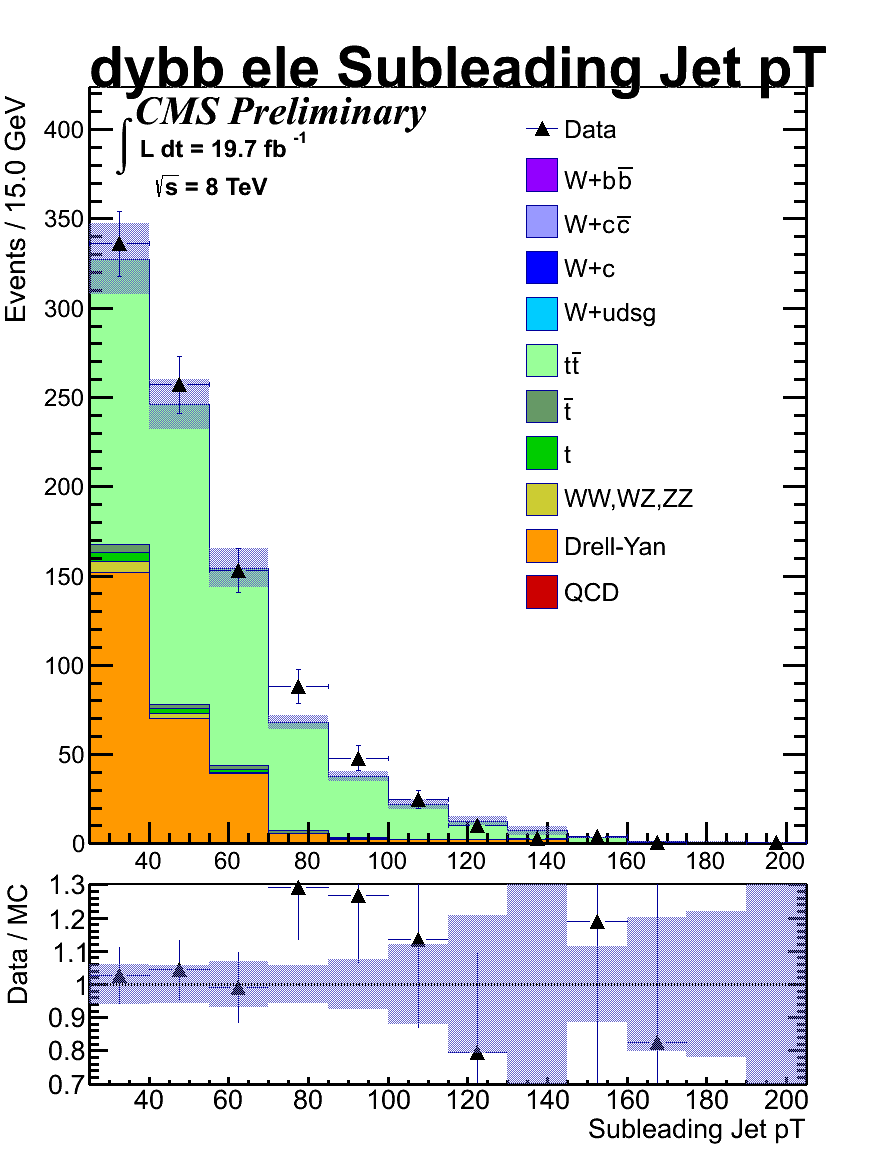 dybb ele Subleading Jet pT
CMS Preliminary
∫ L dt = 19.7 fb⁻¹
√s = 8 TeV
Events / 15.0 GeV
400
350
300
250
200
150
100
50
0
Data
W+bb̅
W+cc̅
W+c
W+udsg
tt̅
t̅
t
WW,WZ,ZZ
Drell-Yan
QCD
40 60 80 100 120 140 160 180 200
Data / MC
1.3
1.2
1.1
1
0.9
0.8
0.7
40 60 80 100 120 140 160 180 200
Subleading Jet pT